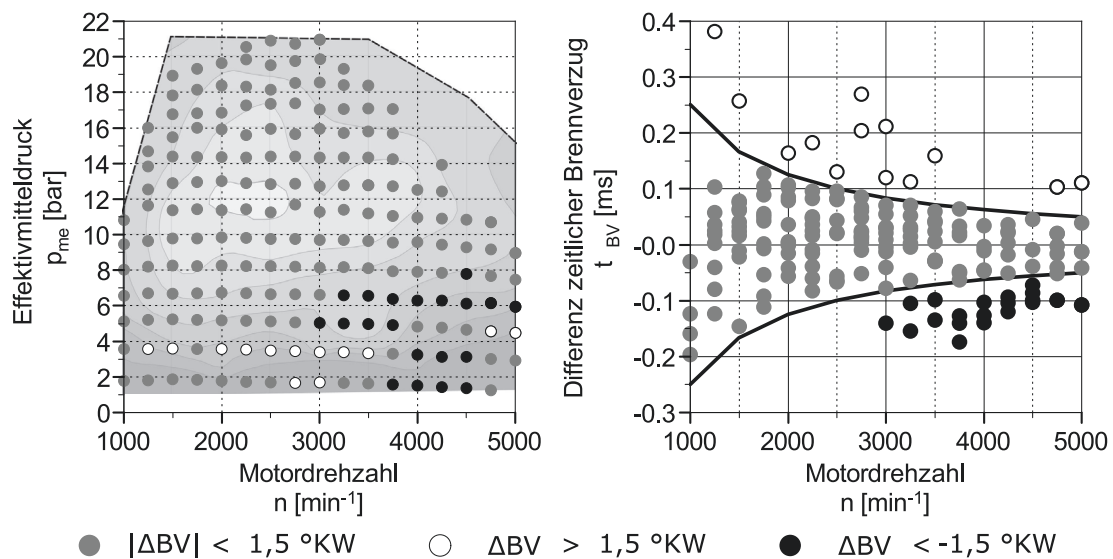 Effektivmitteldruck
p_me [bar]
22
20
18
16
14
12
10
8
6
4
2
0
1000 2000 3000 4000 5000
Motordrehzahl
n [min⁻¹]
Differenz zeitlicher Brennverzug
t_BV [ms]
0.4
0.3
0.2
0.1
-0.0
-0.1
-0.2
-0.3
1000 2000 3000 4000 5000
Motordrehzahl
n [min⁻¹]
|ΔBV| < 1,5 °KW
ΔBV > 1,5 °KW
ΔBV < -1,5 °KW